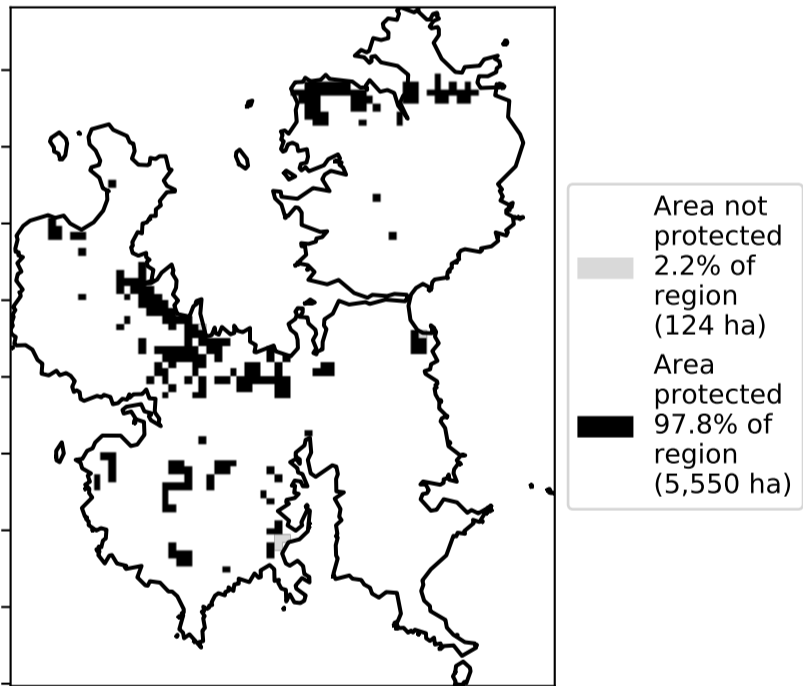 Area not
protected
2.2% of
region
(124 ha)
Area
protected
97.8% of
region
(5,550 ha)